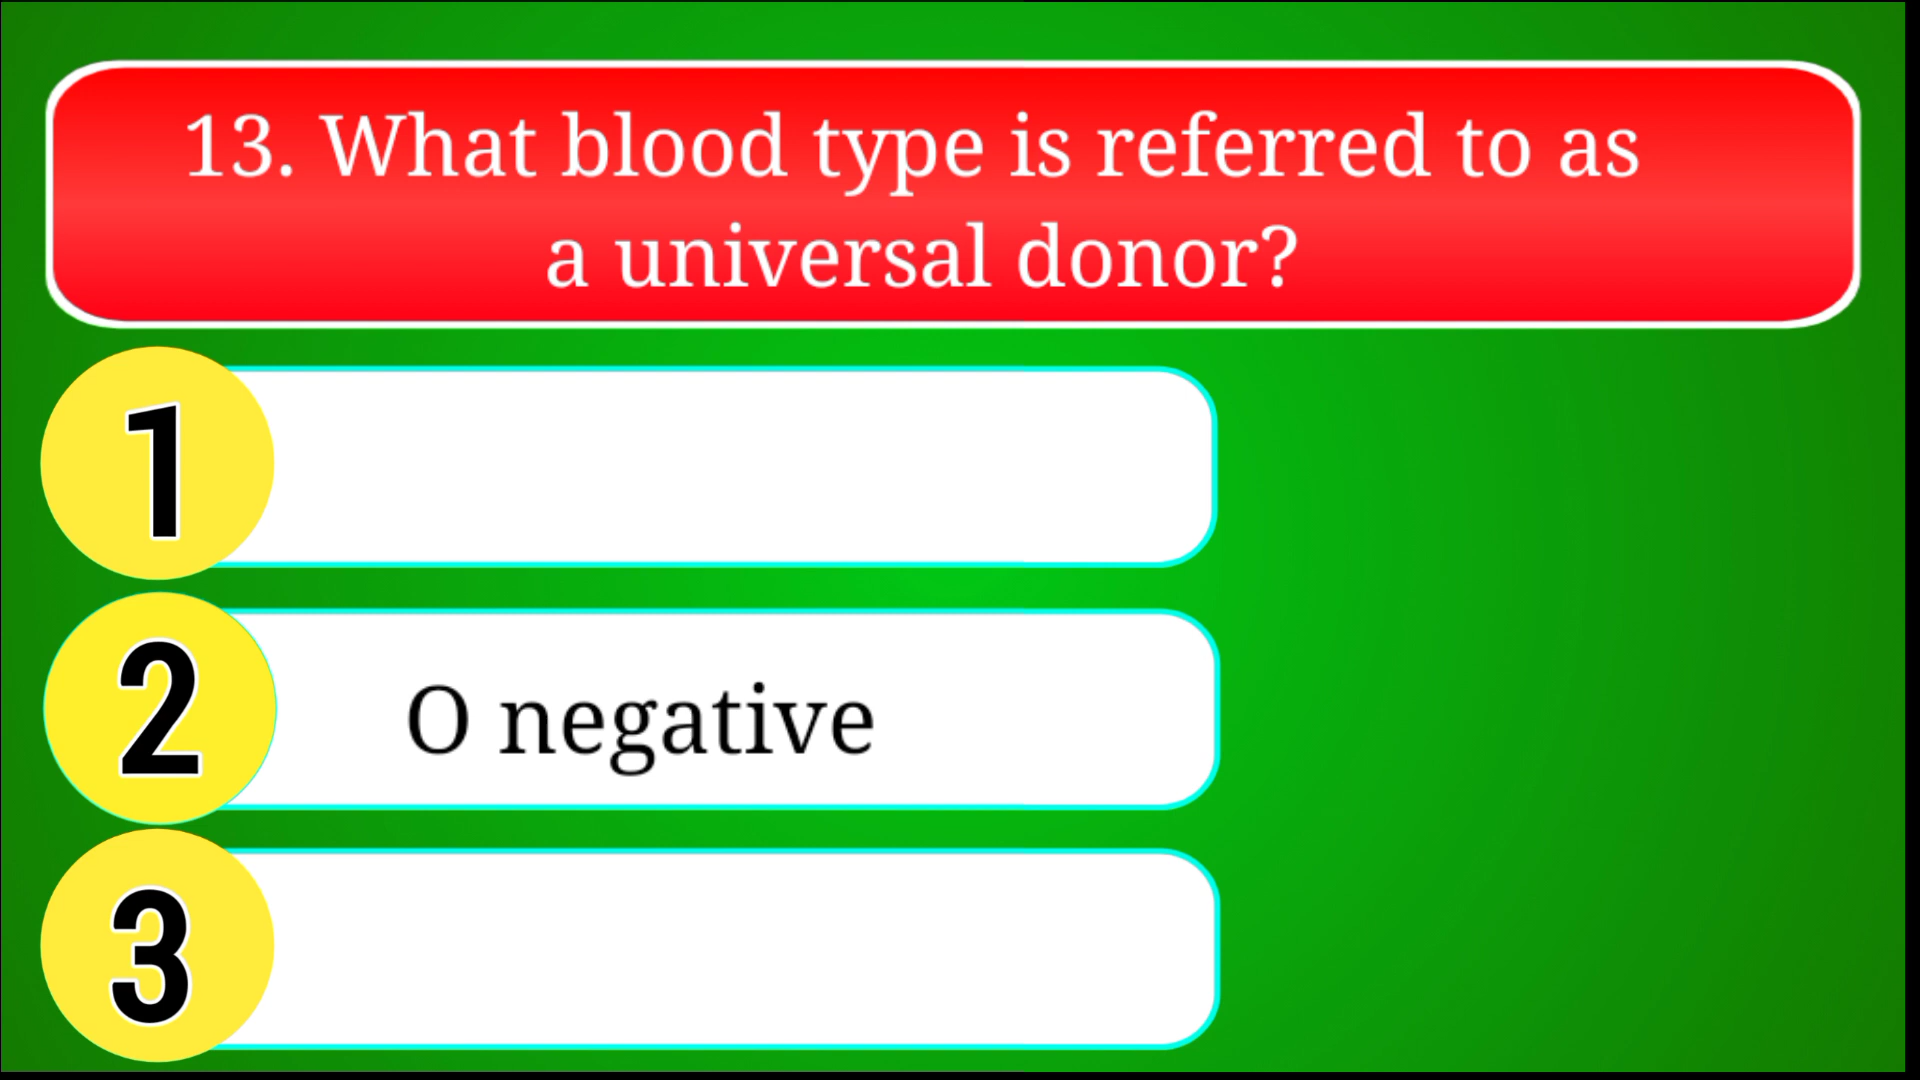 13. What blood type is referred to as
a universal donor?
1
2
O negative
3